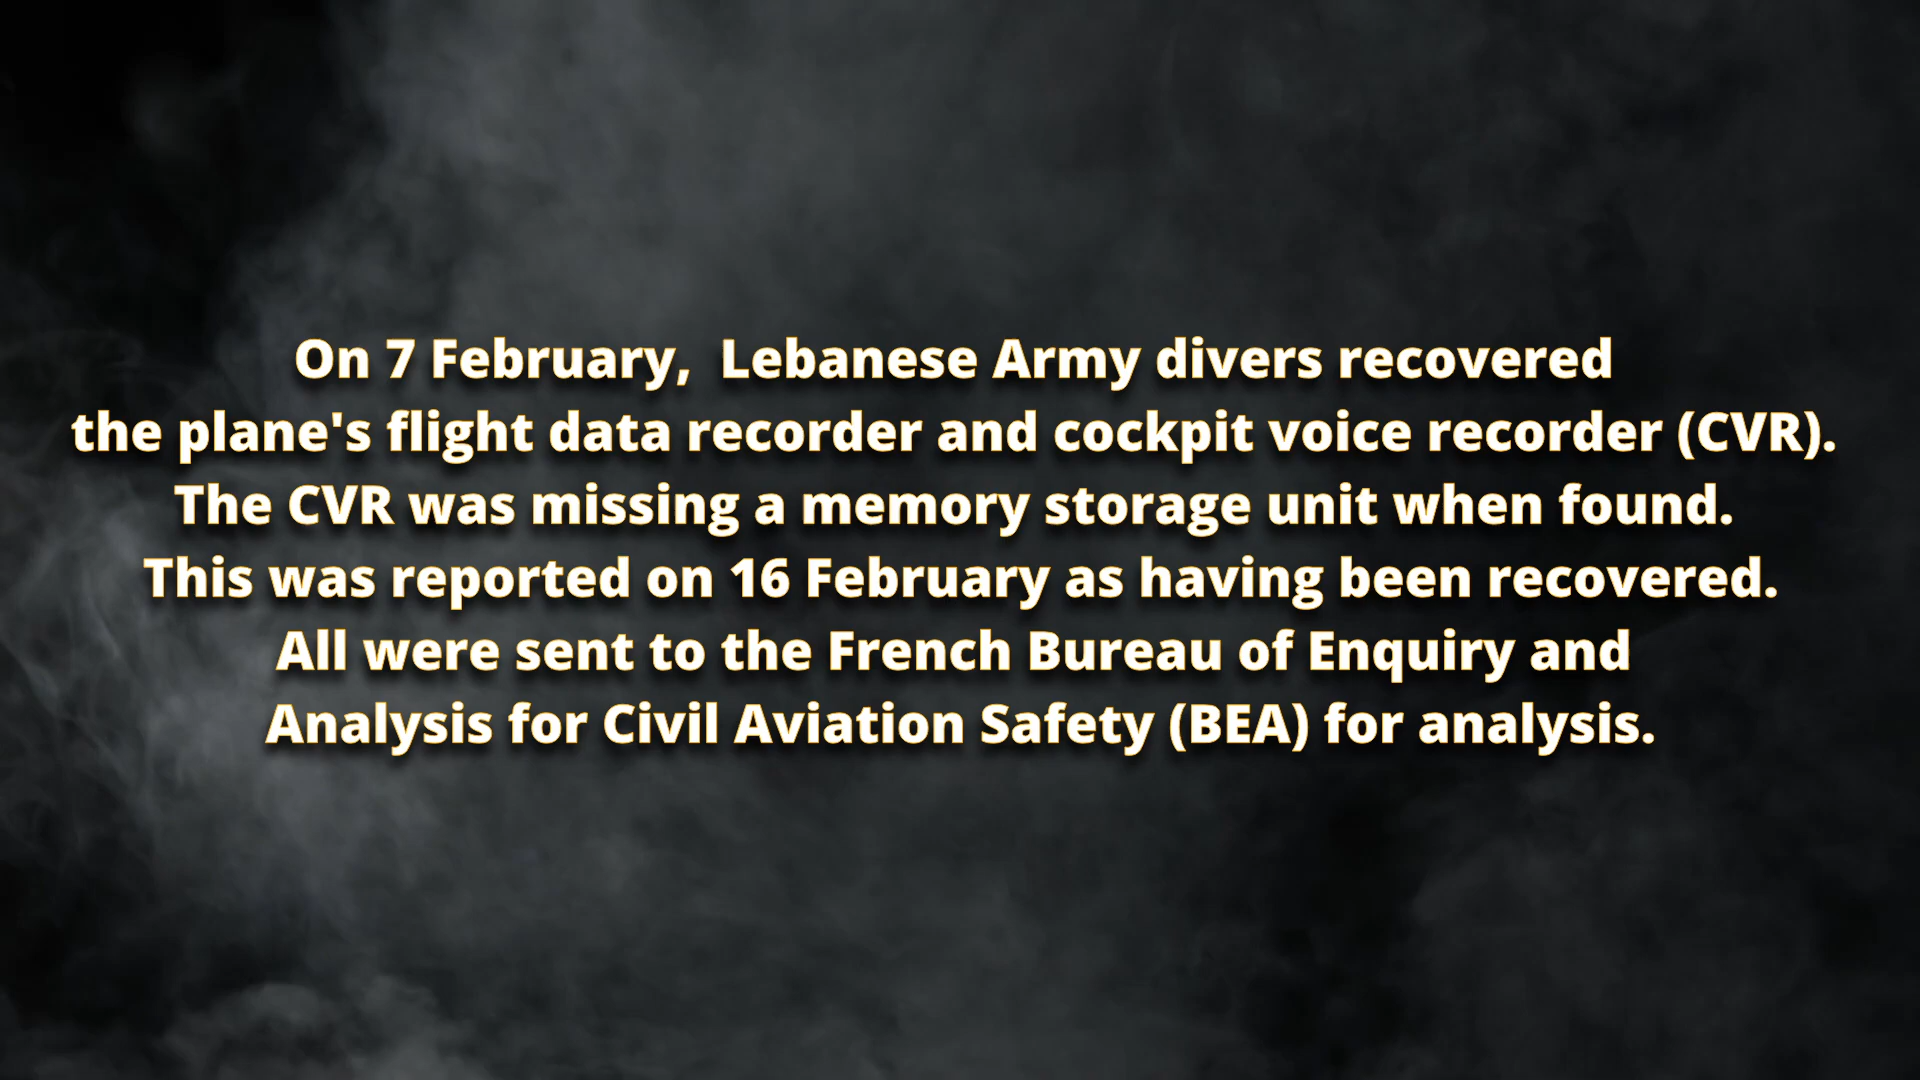 On 7 February,  Lebanese Army divers recovered
the plane's flight data recorder and cockpit voice recorder (CVR).
The CVR was missing a memory storage unit when found.
This was reported on 16 February as having been recovered.
All were sent to the French Bureau of Enquiry and
Analysis for Civil Aviation Safety (BEA) for analysis.